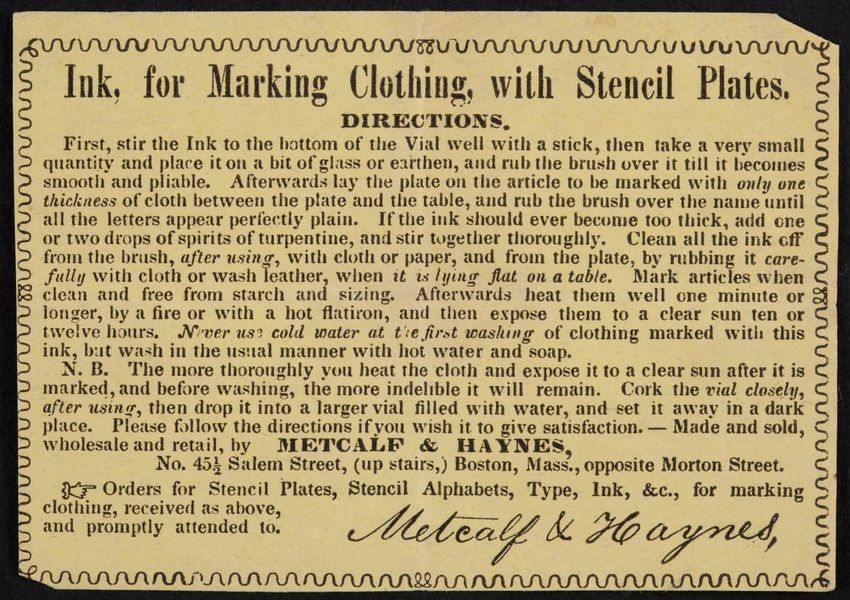 Ink, for Marking Clothing, with Stencil Plates.
DIRECTIONS.
First, stir the Ink to the bottom of the Vial well with a stick, then take a very small
quantity and place it on a bit of glass or earthen, and rub the brush over it till it becomes
smooth and pliable. Afterwards lay the plate on the article to be marked with only one
thickness of cloth between the plate and the table, and rub the brush over the name until
all the letters appear perfectly plain. If the ink should ever become too thick, add one
or two drops of spirits of turpentine, and stir together thoroughly. Clean all the ink off
from the brush, after using, with cloth or paper, and from the plate, by rubbing it care-
fully with cloth or wash leather, when it is lying flat on a table. Mark articles when
clean and free from starch and sizing. Afterwards heat them well one minute or
longer, by a fire or with a hot flatiron, and then expose them to a clear sun ten or
twelve hours. Never use cold water at the first washing of clothing marked with this
ink, but wash in the usual manner with hot water and soap.
N. B. The more thoroughly you heat the cloth and expose it to a clear sun after it is
marked, and before washing, the more indelible it will remain. Cork the vial closely,
after using, then drop it into a larger vial filled with water, and set it away in a dark
place. Please follow the directions if you wish it to give satisfaction. — Made and sold,
wholesale and retail, by METCALF & HAYNES,
No. 45½ Salem Street, (up stairs,) Boston, Mass., opposite Morton Street.
☞ Orders for Stencil Plates, Stencil Alphabets, Type, Ink, &c., for marking
clothing, received as above,
and promptly attended to. Metcalf & Haynes,